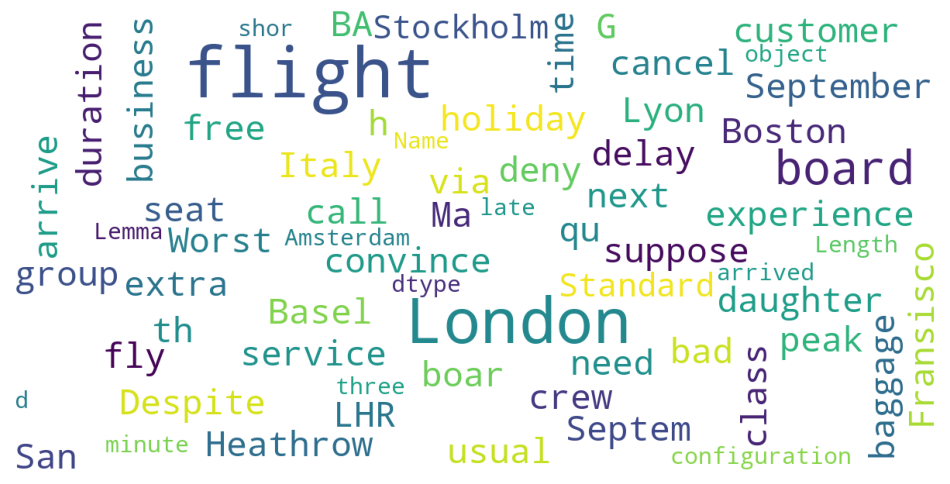 shor
BA
Stockholm
time
G
customer
duration
business
flight
cancel
object
September
free
h
holiday
Name
Lyon
Boston
arrive
Italy
via
deny
delay
board
next
seat
call
Ma
late
experience
Lemma
Worst
Amsterdam
qu
suppose
Length
convince
group
extra
dtype
Standard
arrived
daughter
Fransisco
Basel
London
th
peak
fly
service
need
bad
boar
class
baggage
three
crew
d
Despite
LHR
Septem
San
minute
Heathrow
usual
configuration